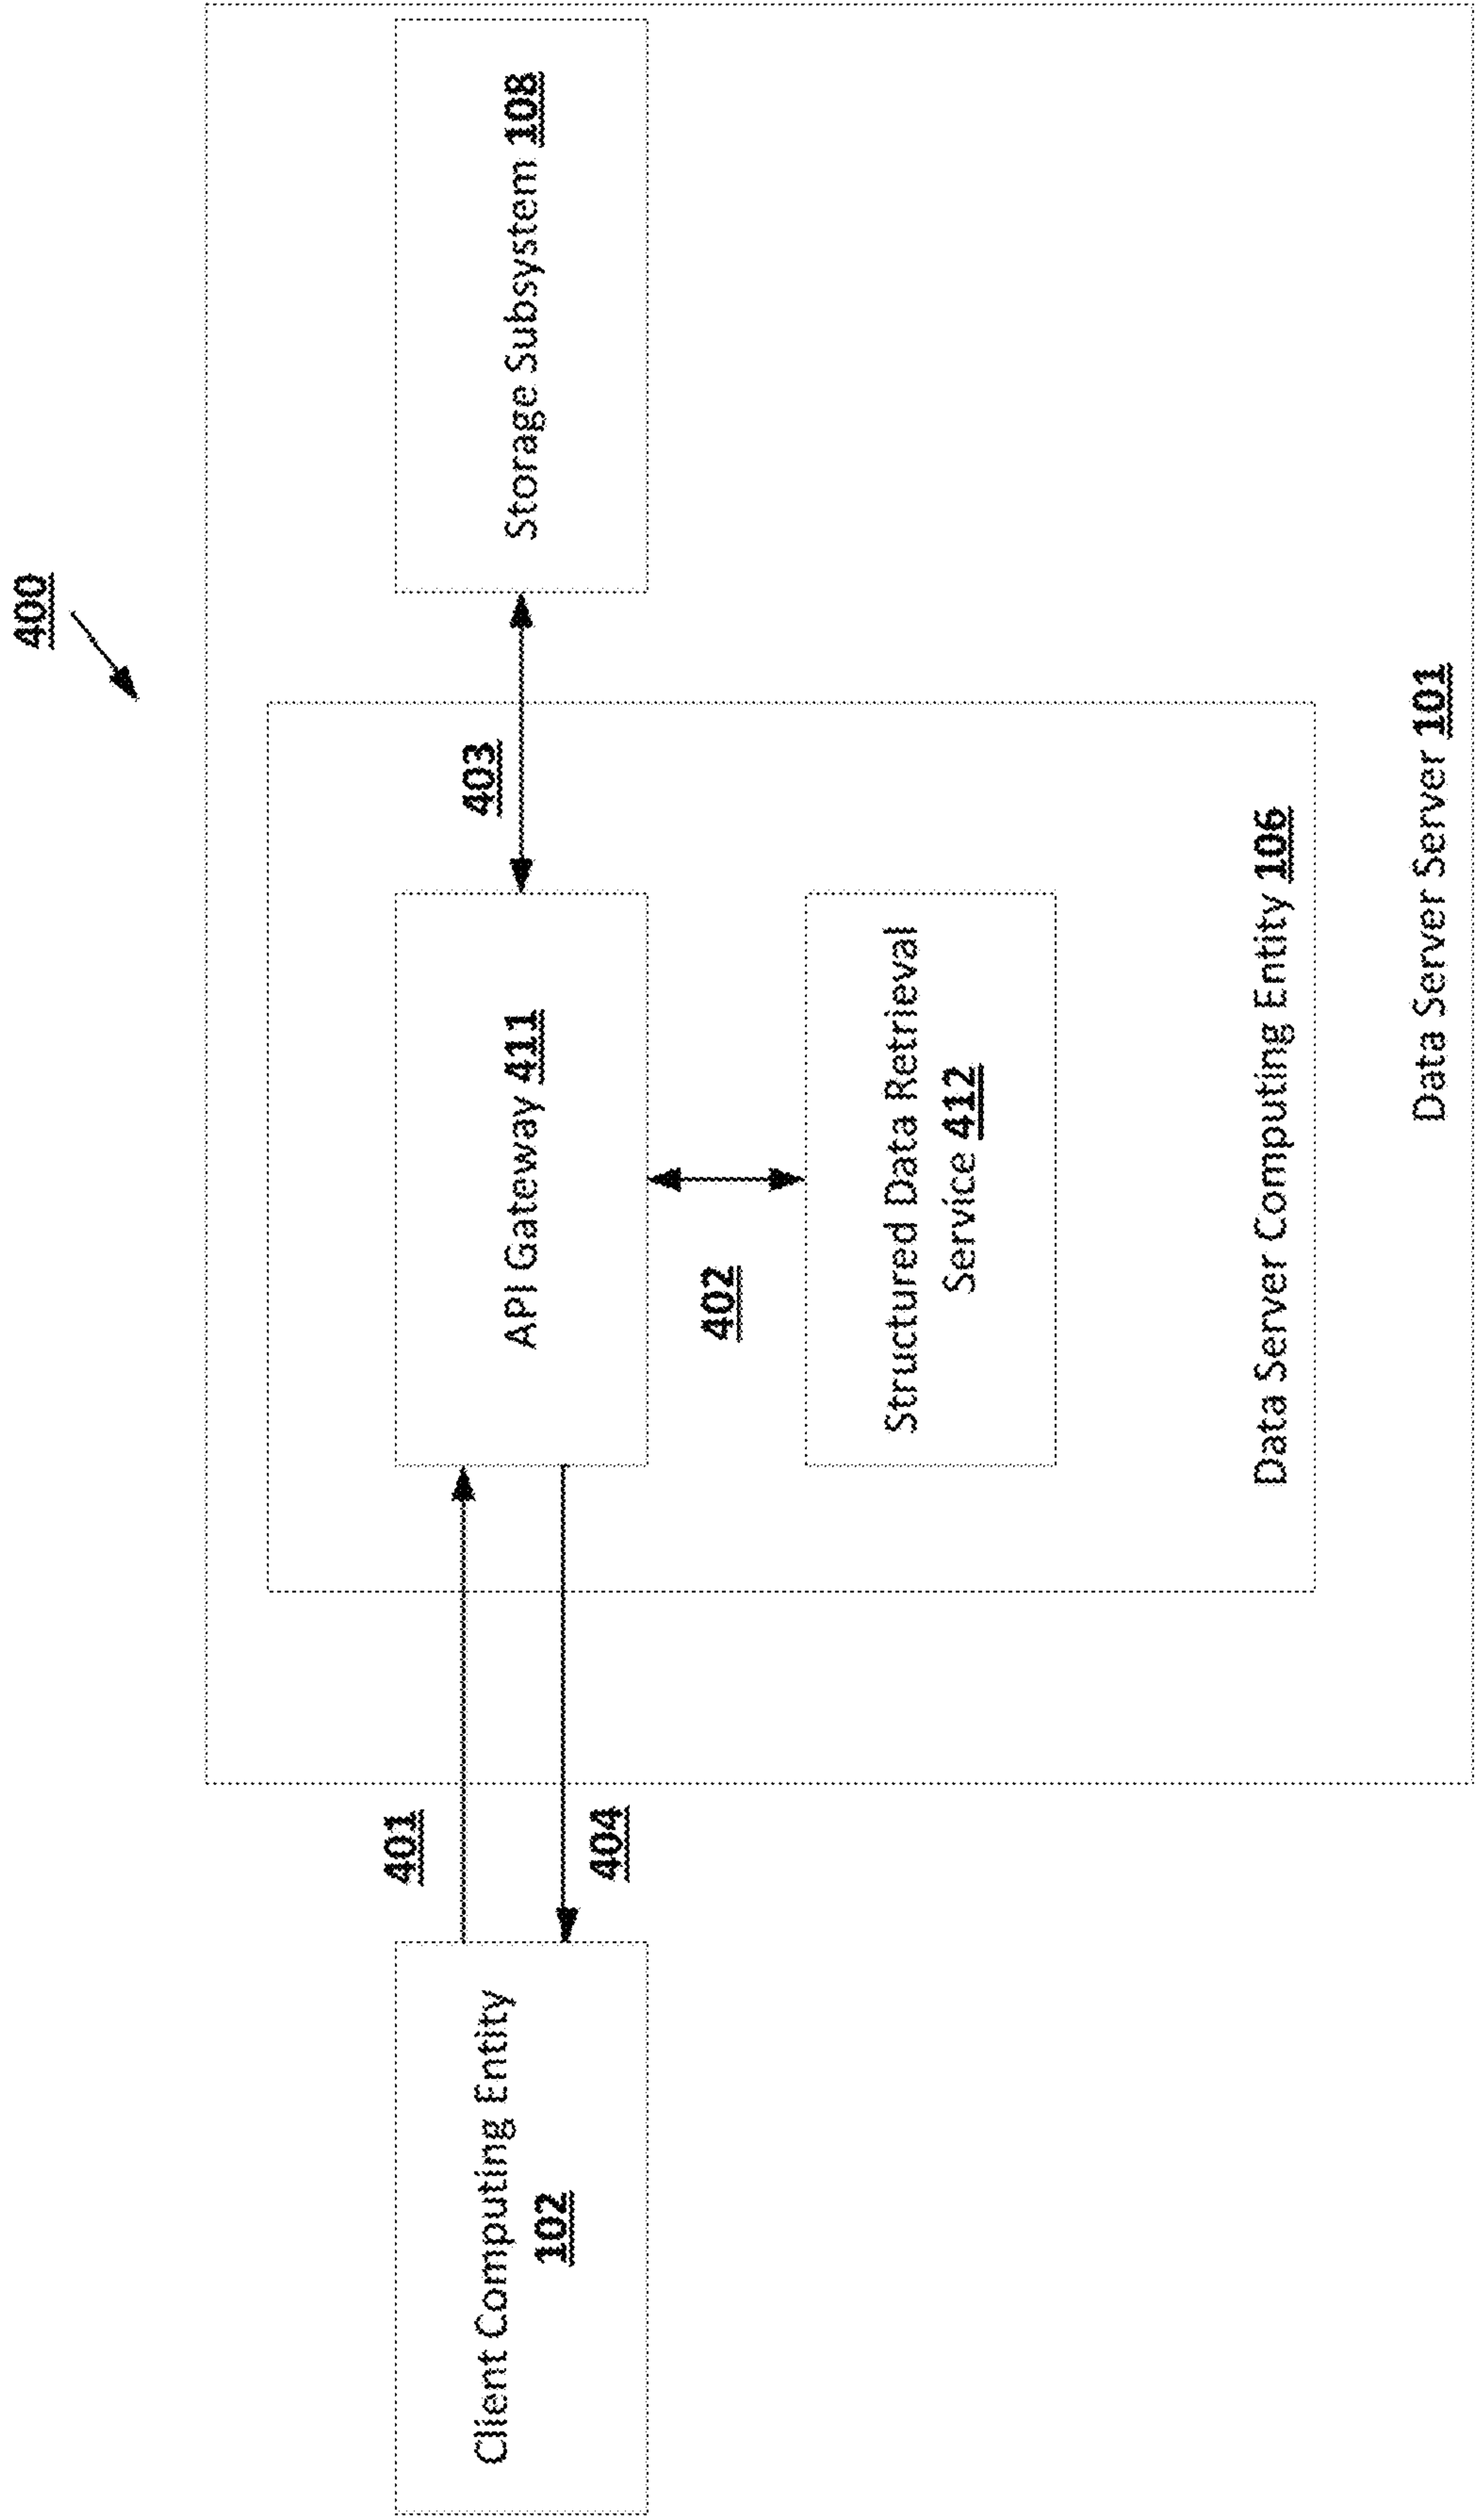 400
Client Computing Entity
102
401
404
API Gateway 411
403
Storage Subsystem 108
402
Structured Data Retrieval
Service 412
Data Server Computing Entity 106
Data Server Server 101